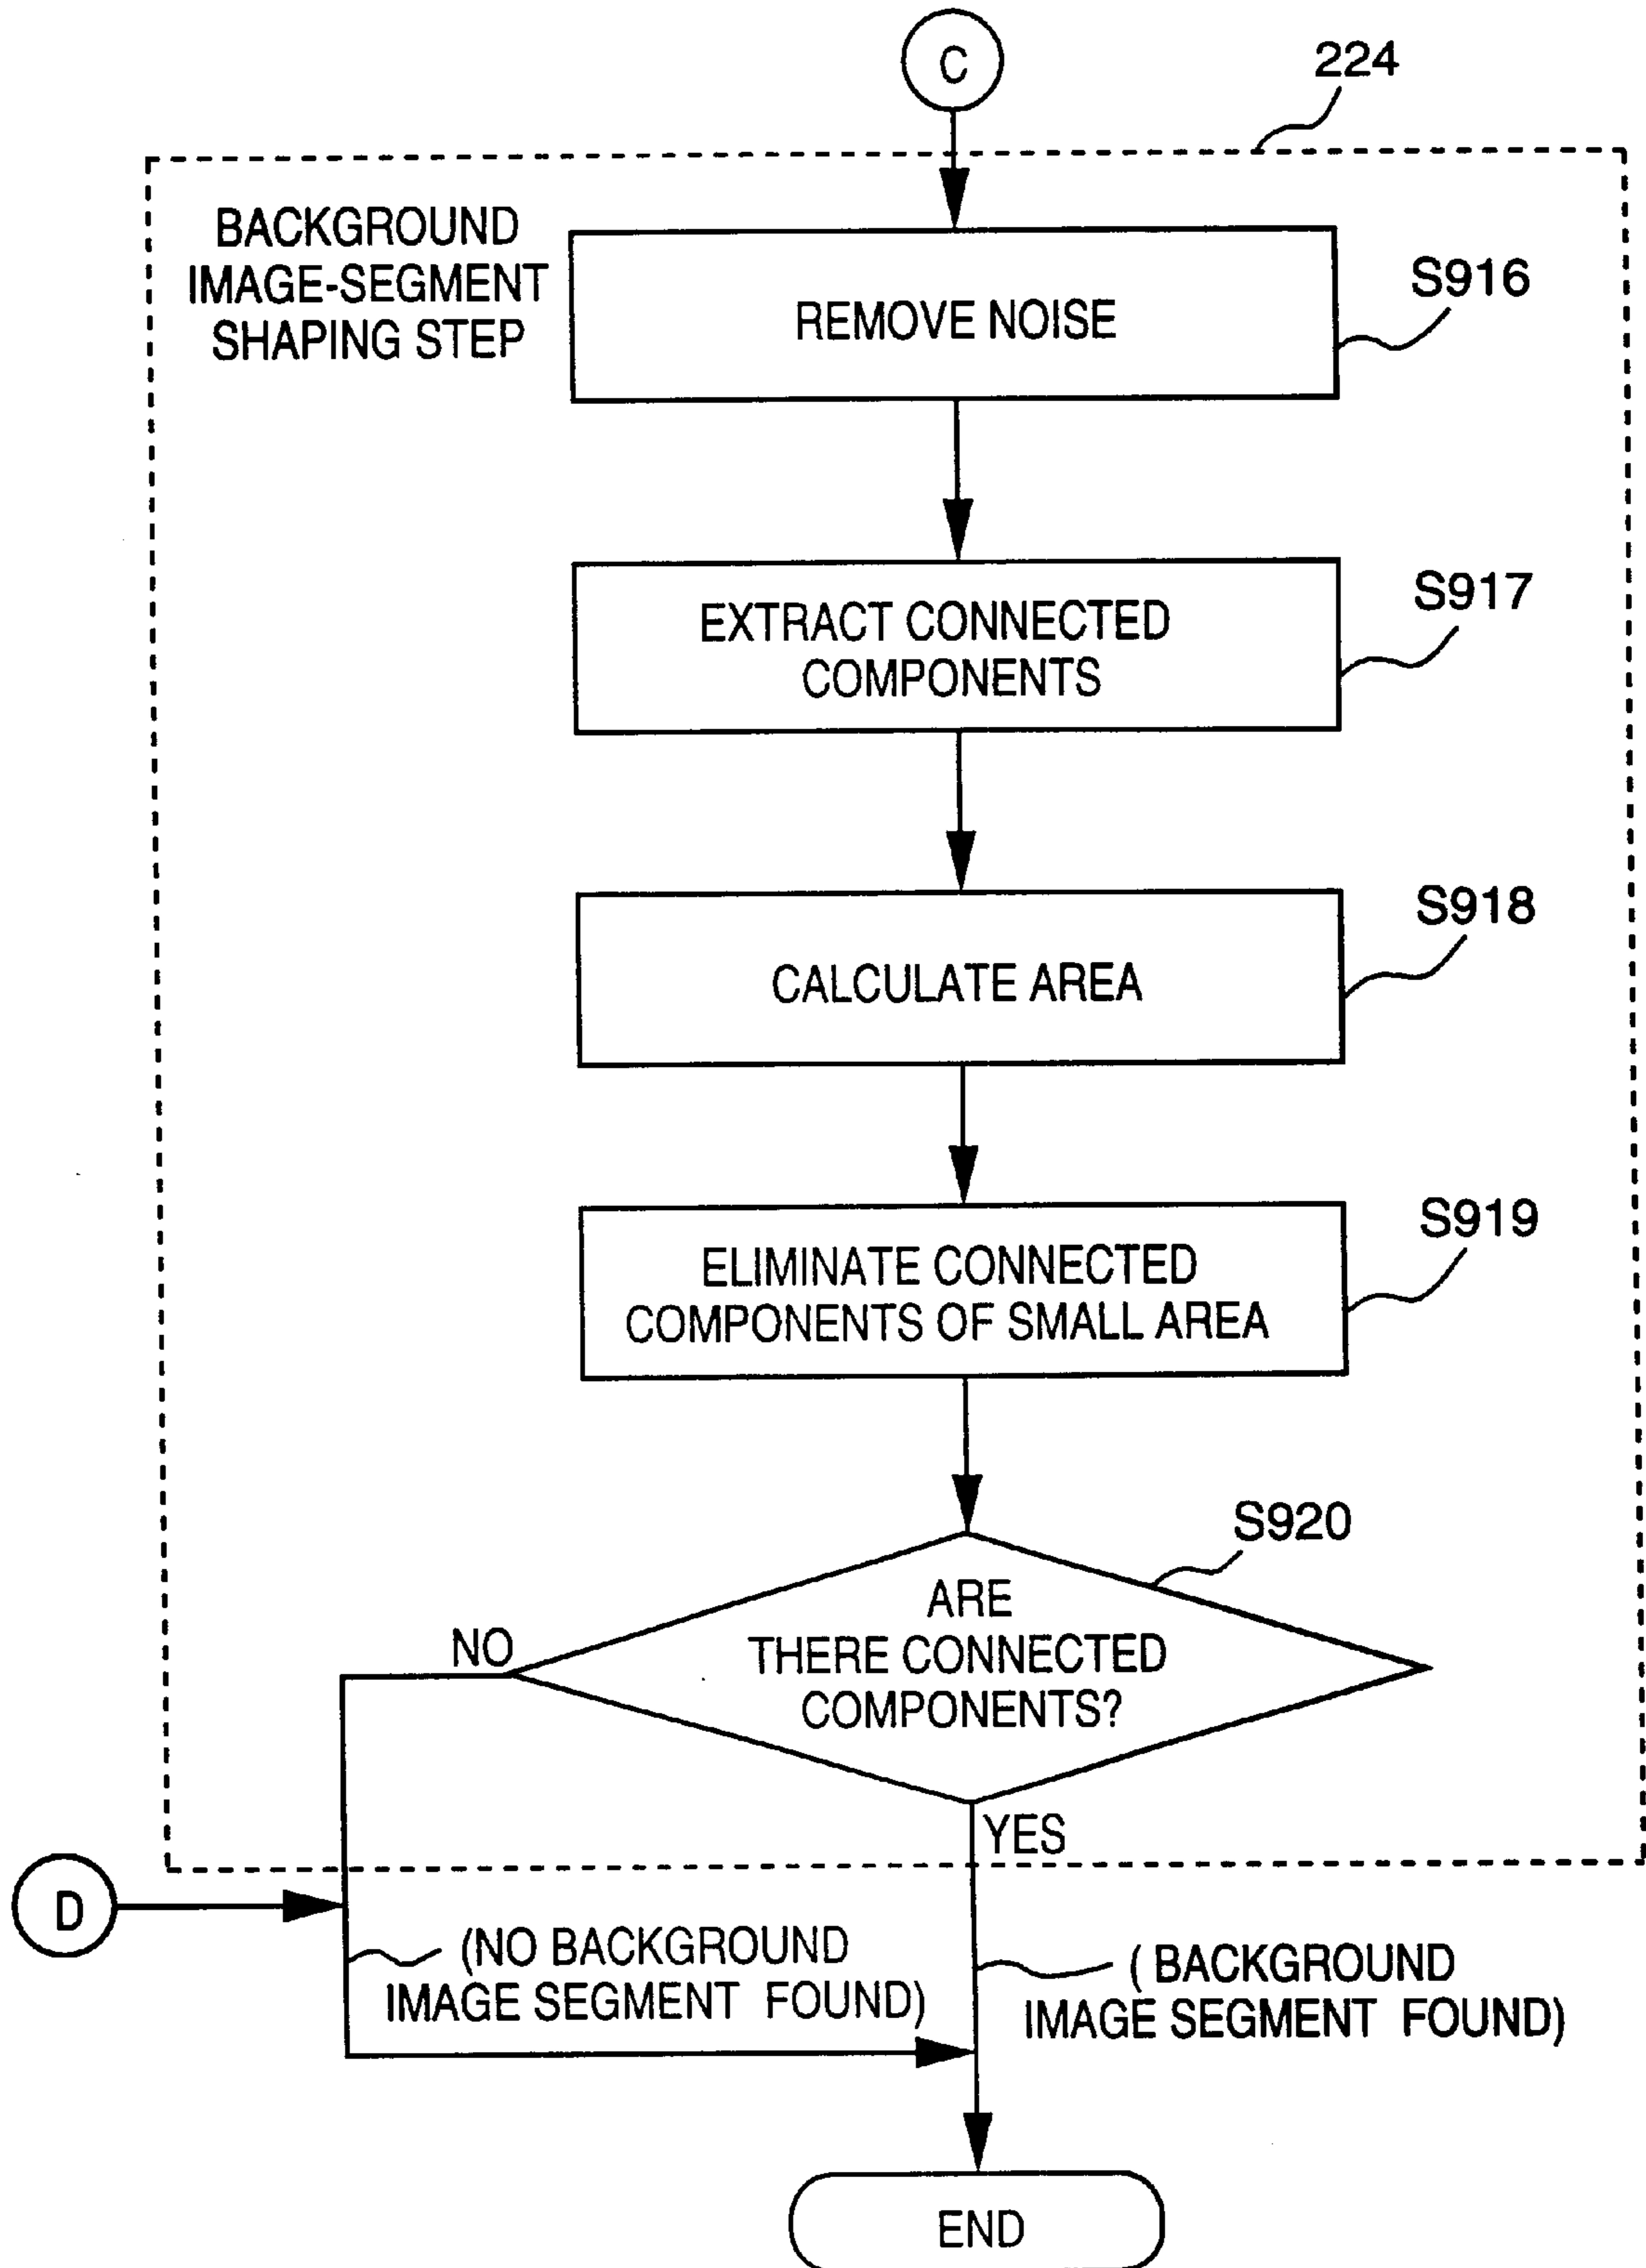 C
224
BACKGROUND
IMAGE-SEGMENT
SHAPING STEP
REMOVE NOISE
S916
EXTRACT CONNECTED
COMPONENTS
S917
CALCULATE AREA
S918
ELIMINATE CONNECTED
COMPONENTS OF SMALL AREA
S919
S920
ARE
THERE CONNECTED
COMPONENTS?
NO
YES
D
(NO BACKGROUND
IMAGE SEGMENT FOUND)
( BACKGROUND
IMAGE SEGMENT FOUND)
END